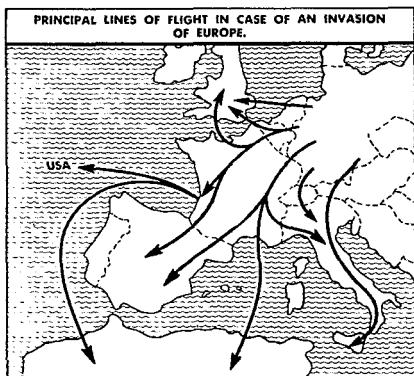 PRINCIPAL LINES OF FLIGHT IN CASE OF AN INVASION
OF EUROPE.
USA